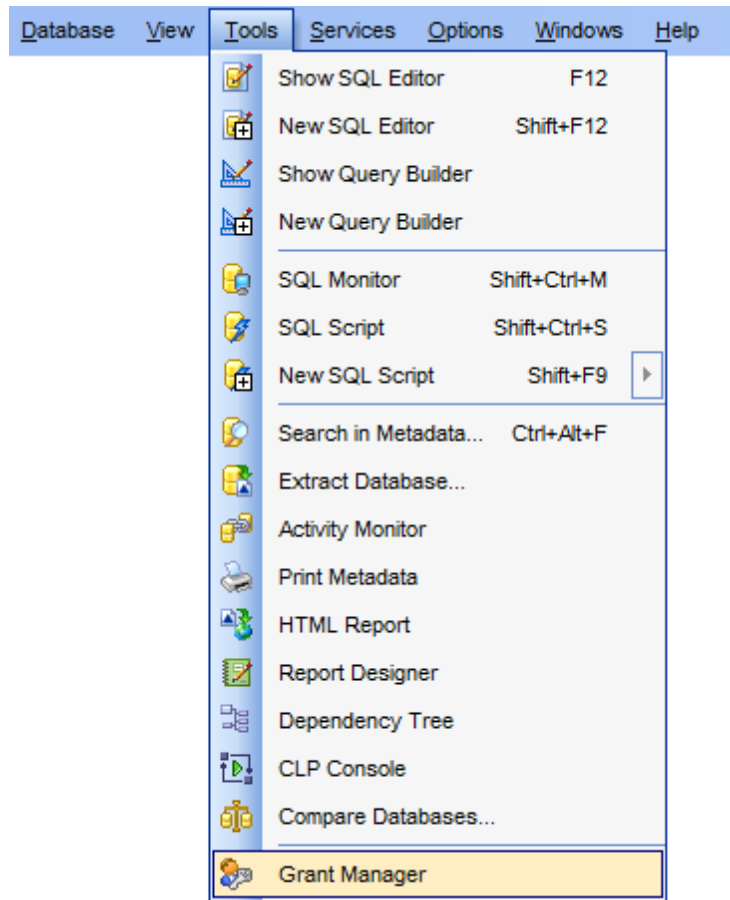 Database View Tools Services Options Windows Help
Show SQL Editor F12
New SQL Editor Shift+F12
Show Query Builder
New Query Builder
SQL Monitor Shift+Ctrl+M
SQL Script Shift+Ctrl+S
New SQL Script Shift+F9
Search in Metadata... Ctrl+Alt+F
Extract Database...
Activity Monitor
Print Metadata
HTML Report
Report Designer
Dependency Tree
CLP Console
Compare Databases...
Grant Manager